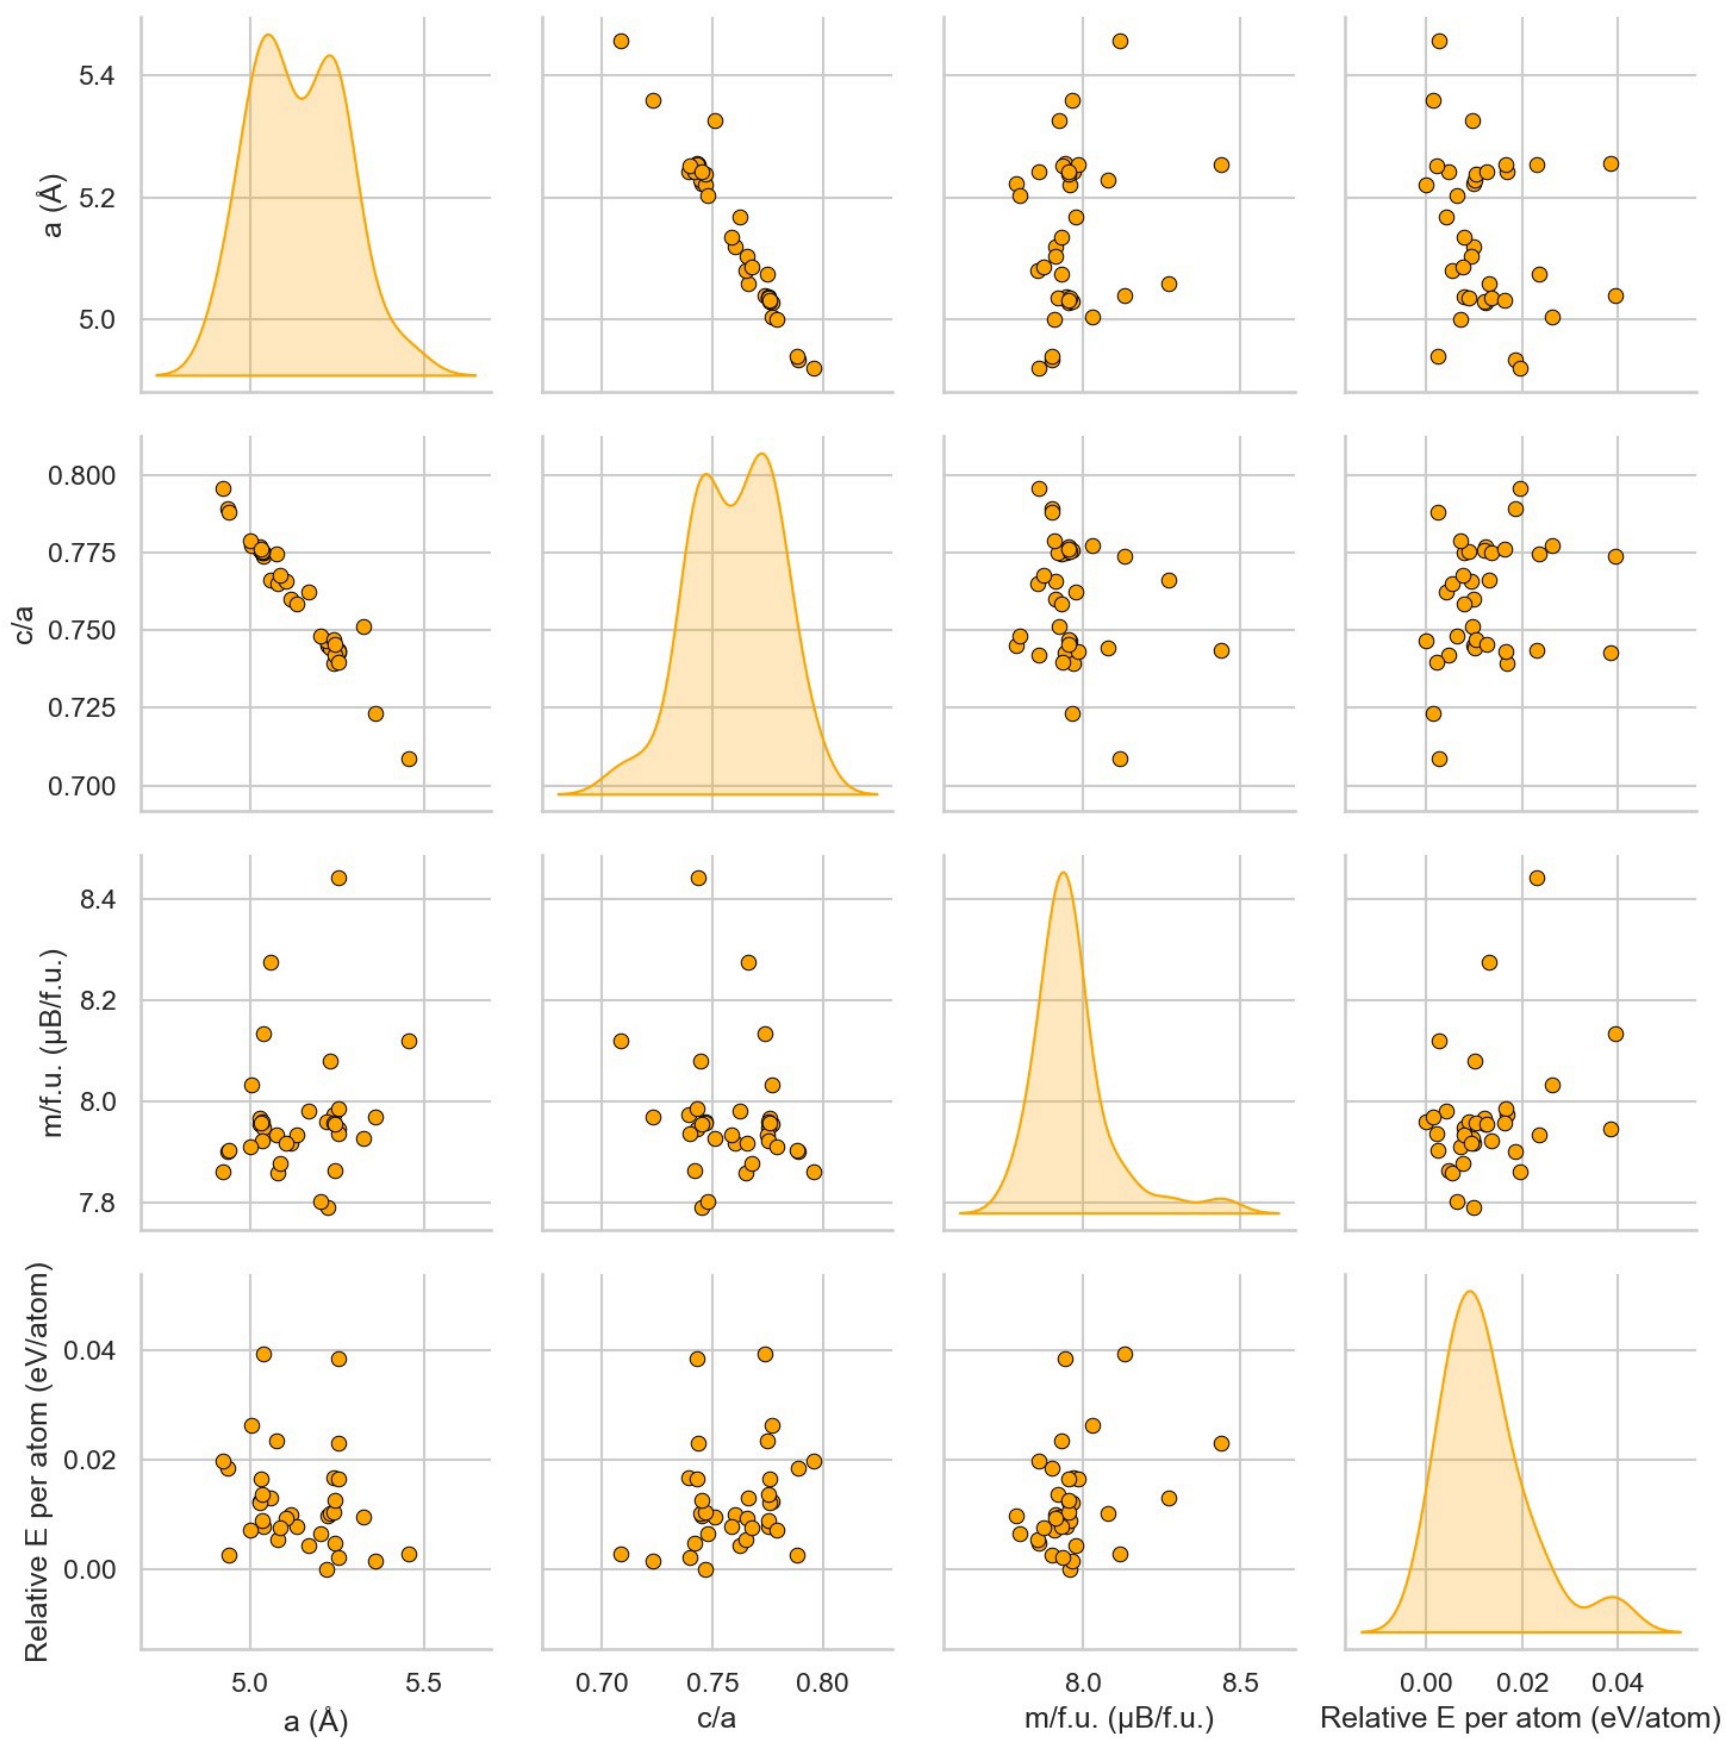 5.4
5.2
5.0
a (Å)
0.800
0.775
0.750
0.725
0.700
c/a
8.4
8.2
8.0
7.8
m/f.u. (μB/f.u.)
0.04
0.02
0.00
Relative E per atom (eV/atom)
5.0 5.5
a (Å)
0.70 0.75 0.80
c/a
8.0 8.5
m/f.u. (μB/f.u.)
0.00 0.02 0.04
Relative E per atom (eV/atom)